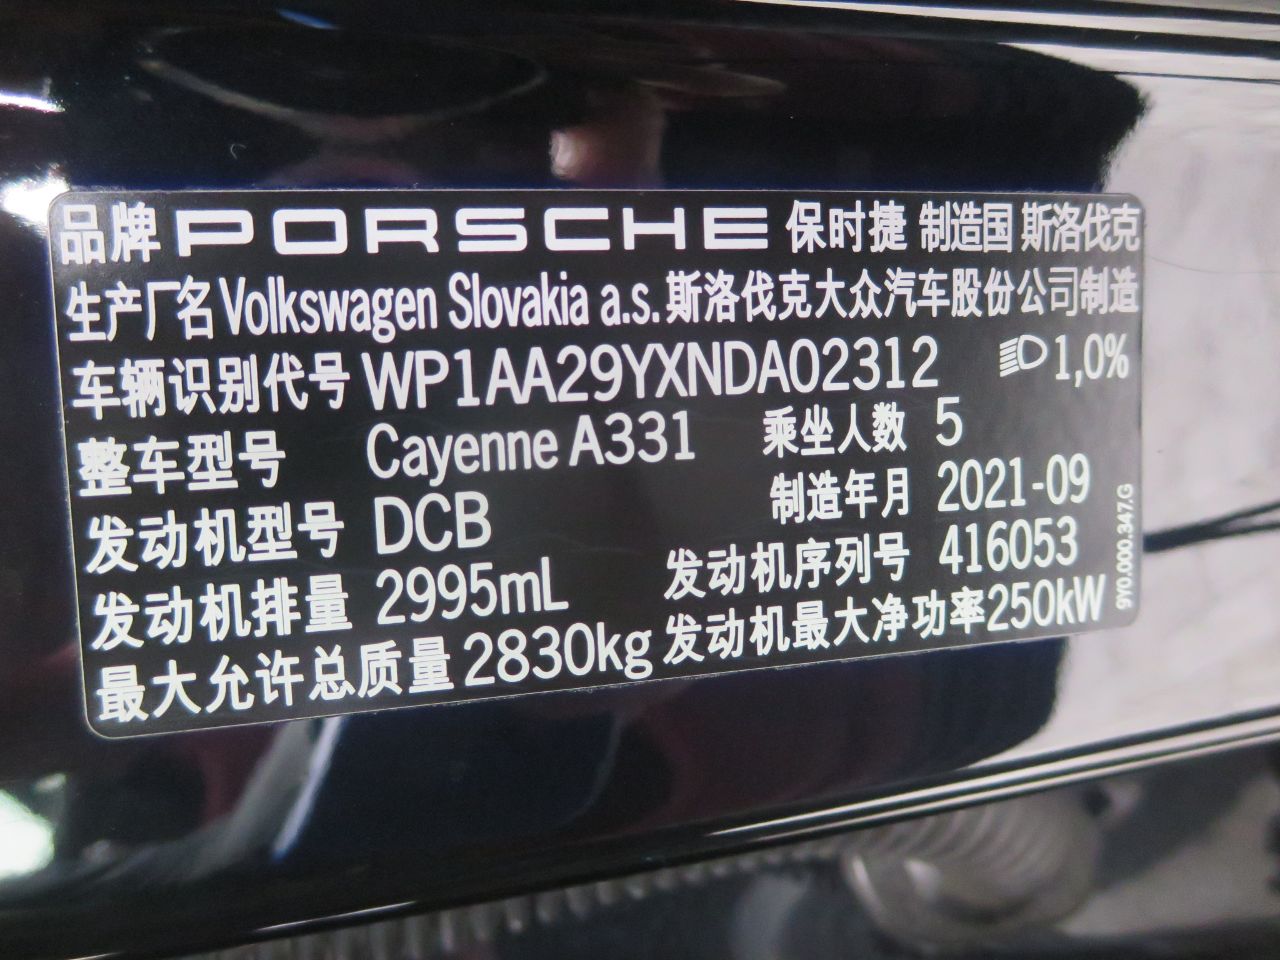 品牌 PORSCHE 保时捷 制造国 斯洛伐克
生产厂名 Volkswagen Slovakia a.s. 斯洛伐克大众汽车股份公司制造
车辆识别代号 WP1AA29YXNDA02312 1,0%
整车型号 Cayenne A331 乘坐人数 5
发动机型号 DCB 制造年月 2021-09
发动机排量 2995mL 发动机序列号 416053
最大允许总质量 2830kg 发动机最大净功率 250kW
9Y0.000.347.G